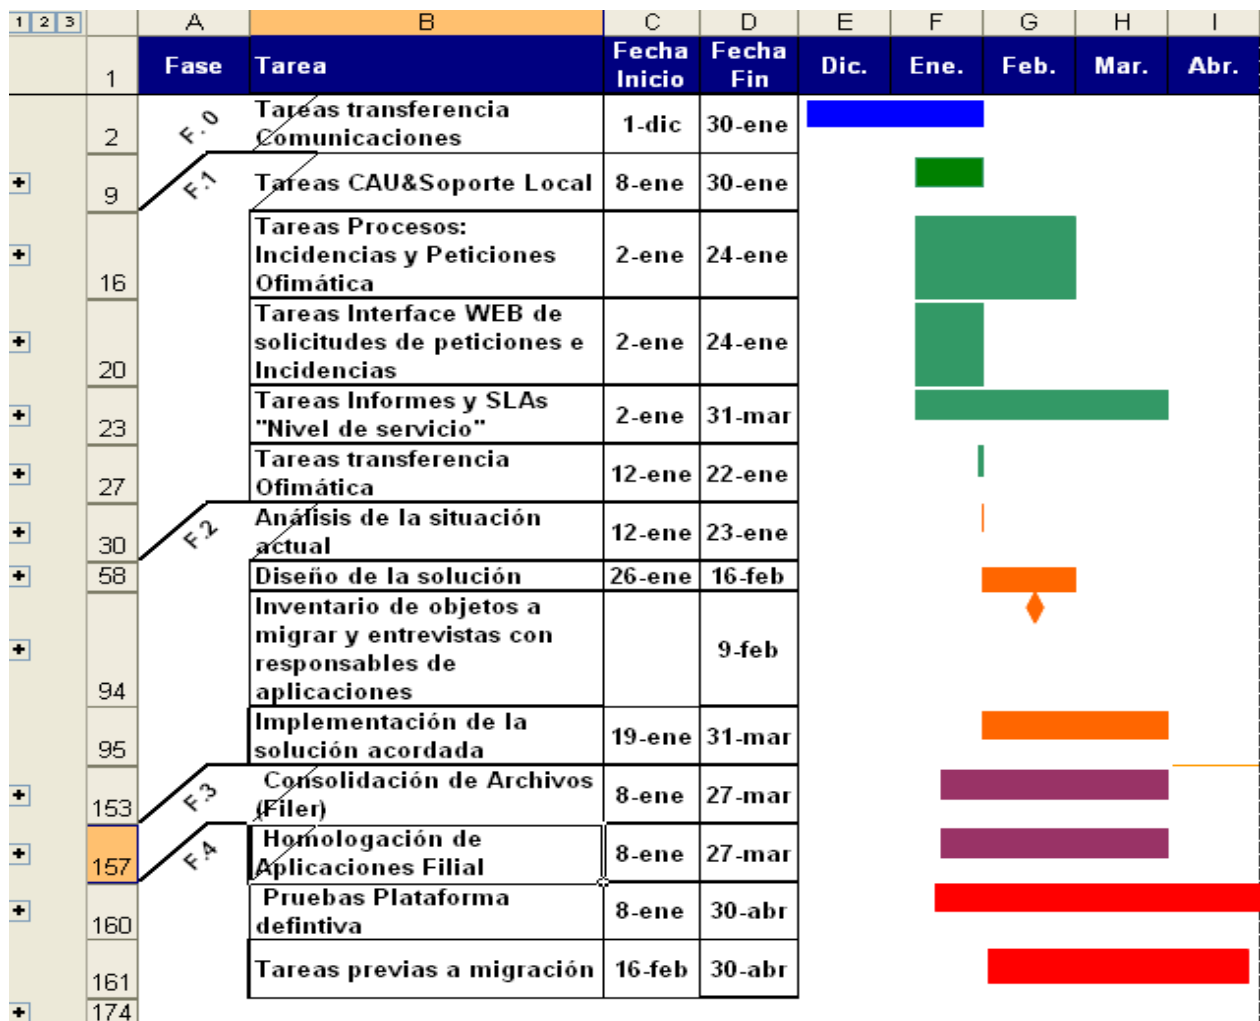 1 2 3
A B C D E F G H I
1 Fase Tarea Fecha Inicio Fecha Fin Dic. Ene. Feb. Mar. Abr.
2 F.0 Tareas transferencia
Comunicaciones 1-dic 30-ene
9 F.1 Tareas CAU&Soporte Local 8-ene 30-ene
Tareas Procesos:
Incidencias y Peticiones 2-ene 24-ene
16 Ofimática
Tareas Interface WEB de
solicitudes de peticiones e 2-ene 24-ene
20 Incidencias
Tareas Informes y SLAs
23 "Nivel de servicio" 2-ene 31-mar
Tareas transferencia
27 Ofimática 12-ene 22-ene
F.2 Análisis de la situación
30 actual 12-ene 23-ene
58 Diseño de la solución 26-ene 16-feb
Inventario de objetos a
migrar y entrevistas con
responsables de 9-feb
94 aplicaciones
Implementación de la
95 solución acordada 19-ene 31-mar
F.3 Consolidación de Archivos
153 (Filer) 8-ene 27-mar
F.4 Homologación de
157 Aplicaciones Filial 8-ene 27-mar
Pruebas Plataforma
160 defintiva 8-ene 30-abr
161 Tareas previas a migración 16-feb 30-abr
174